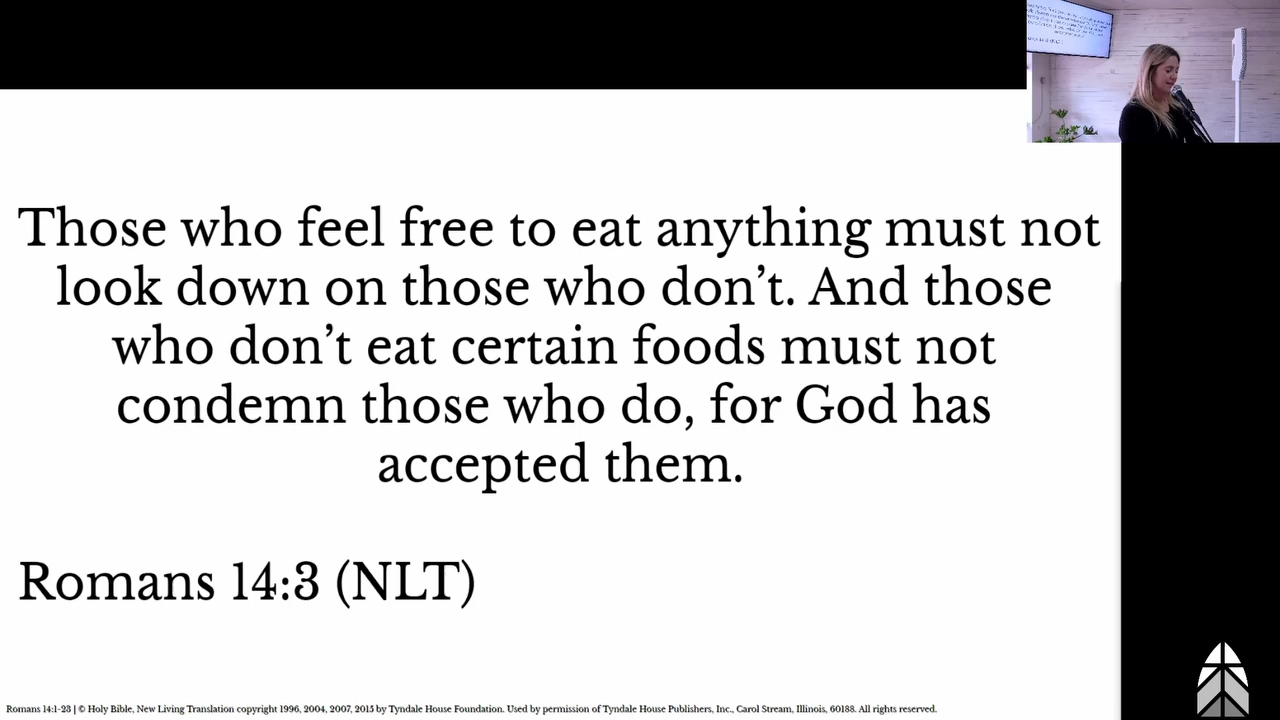 Those who feel free to eat anything must not
look down on those who don’t. And those
who don’t eat certain foods must not
condemn those who do, for God has
accepted them.
Romans 14:3 (NLT)
Romans 14:1-23 | © Holy Bible, New Living Translation copyright 1996, 2004, 2007, 2015 by Tyndale House Foundation. Used by permission of Tyndale House Publishers, Inc., Carol Stream, Illinois, 60188. All rights reserved.